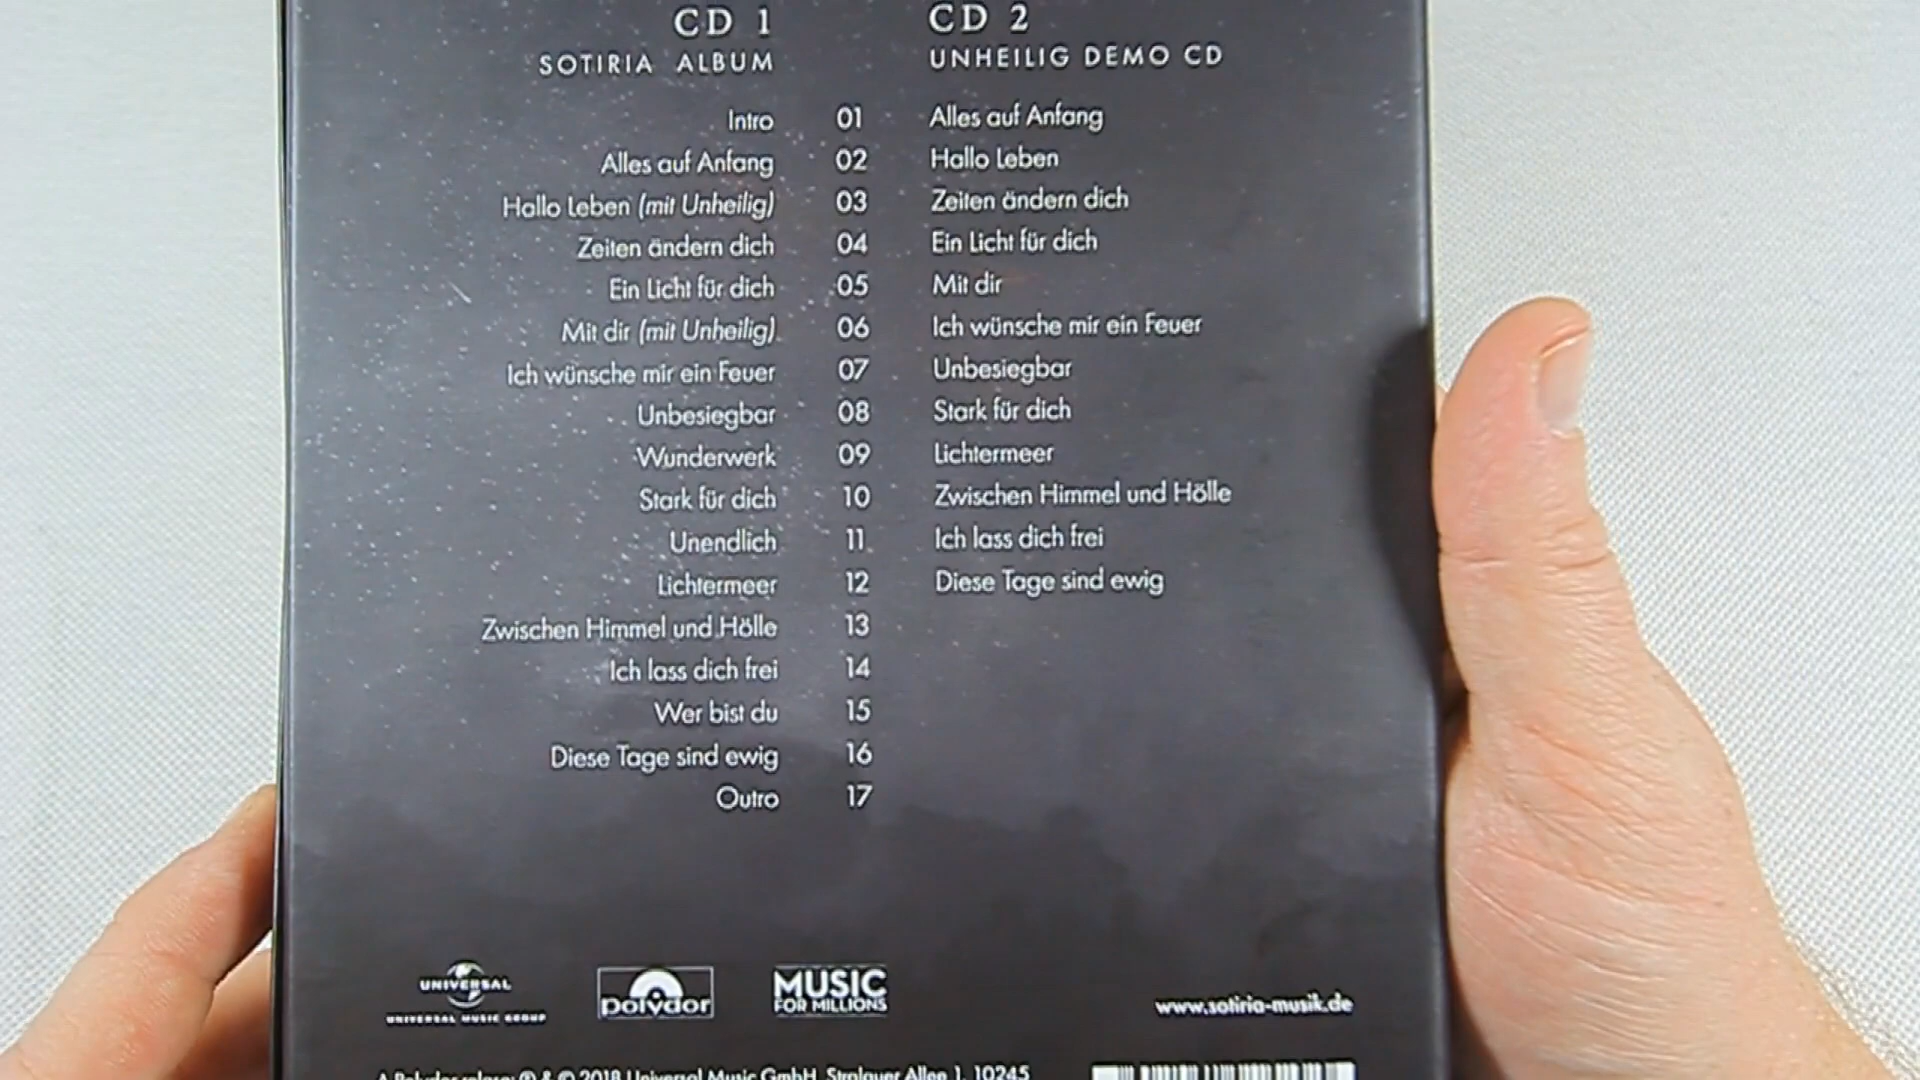 CD 1
SOTIRIA ALBUM
Intro 01
Alles auf Anfang 02
Hallo Leben (mit Unheilig) 03
Zeiten ändern dich 04
Ein Licht für dich 05
Mit dir (mit Unheilig) 06
Ich wünsche mir ein Feuer 07
Unbesiegbar 08
Wunderwerk 09
Stark für dich 10
Unendlich 11
Lichtermeer 12
Zwischen Himmel und Hölle 13
Ich lass dich frei 14
Wer bist du 15
Diese Tage sind ewig 16
Outro 17
CD 2
UNHEILIG DEMO CD
Alles auf Anfang
Hallo Leben
Zeiten ändern dich
Ein Licht für dich
Mit dir
Ich wünsche mir ein Feuer
Unbesiegbar
Stark für dich
Lichtermeer
Zwischen Himmel und Hölle
Ich lass dich frei
Diese Tage sind ewig
UNIVERSAL
UNIVERSAL MUSIC GROUP
polydor
MUSIC
FOR MILLIONS
www.sotiria-musik.de
A Polydor ℗ & © 2018 Universal Music GmbH, Stralauer Allee 1, 10245